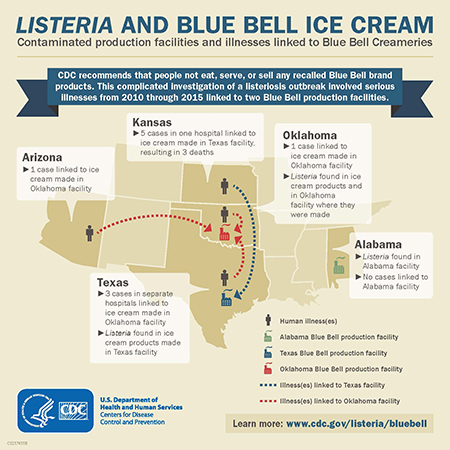 LISTERIA AND BLUE BELL ICE CREAM
Contaminated production facilities and illnesses linked to Blue Bell Creameries
CDC recommends that people not eat, serve, or sell any recalled Blue Bell brand
products. This complicated investigation of a listeriosis outbreak involved serious
illnesses from 2010 through 2015 linked to two Blue Bell production facilities.
Kansas
►5 cases in one hospital linked to
ice cream made in Texas facility,
resulting in 3 deaths
Oklahoma
►1 case linked to
ice cream made in
Oklahoma facility
►Listeria found in
ice cream products and in
Oklahoma facility where they
were made
Arizona
►1 case linked to ice
cream made in
Oklahoma facility
Alabama
►Listeria found in
Alabama facility
►No cases linked to
Alabama facility
Texas
►3 cases in separate
hospitals linked to
ice cream made in
Oklahoma facility
►Listeria found in ice
cream products made
in Texas facility
Human illness(es)
Alabama Blue Bell production facility
Texas Blue Bell production facility
Oklahoma Blue Bell production facility
Illness(es) linked to Texas facility
Illness(es) linked to Oklahoma facility
CDC
U.S. Department of
Health and Human Services
Centers for Disease
Control and Prevention
Learn more: www.cdc.gov/listeria/bluebell